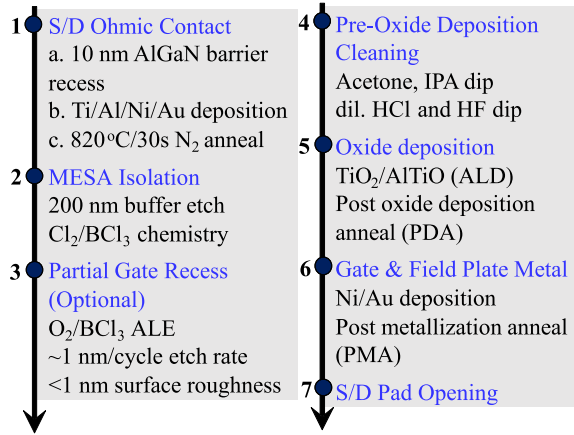 1 S/D Ohmic Contact
a. 10 nm AlGaN barrier
recess
b. Ti/Al/Ni/Au deposition
c. 820°C/30s N₂ anneal
2 MESA Isolation
200 nm buffer etch
Cl₂/BCl₃ chemistry
3 Partial Gate Recess
(Optional)
O₂/BCl₃ ALE
~1 nm/cycle etch rate
<1 nm surface roughness
4 Pre-Oxide Deposition
Cleaning
Acetone, IPA dip
dil. HCl and HF dip
5 Oxide deposition
TiO₂/AlTiO (ALD)
Post oxide deposition
anneal (PDA)
6 Gate & Field Plate Metal
Ni/Au deposition
Post metallization anneal
(PMA)
7 S/D Pad Opening